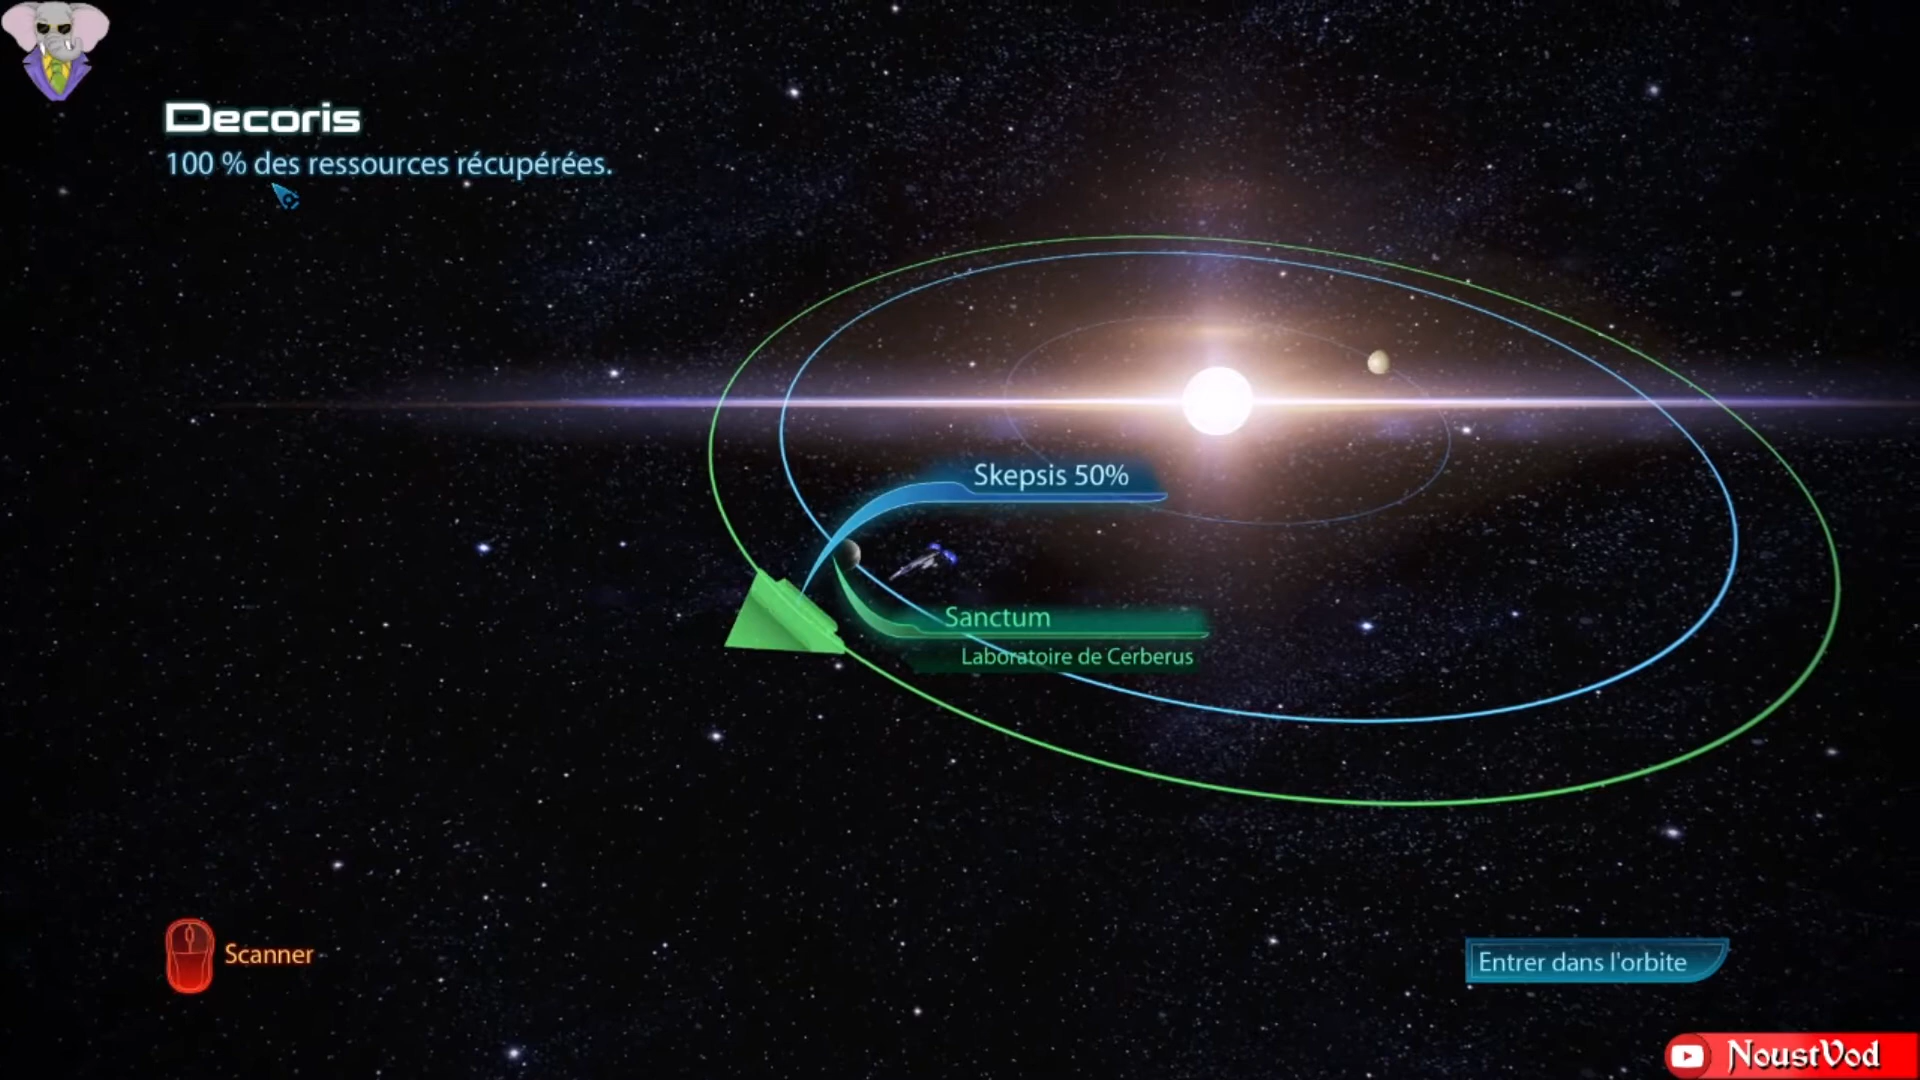 Decoris
100 % des ressources récupérées.
Skepsis 50%
Sanctum
Laboratoire de Cerberus
Scanner
Entrer dans l'orbite
NoustVod